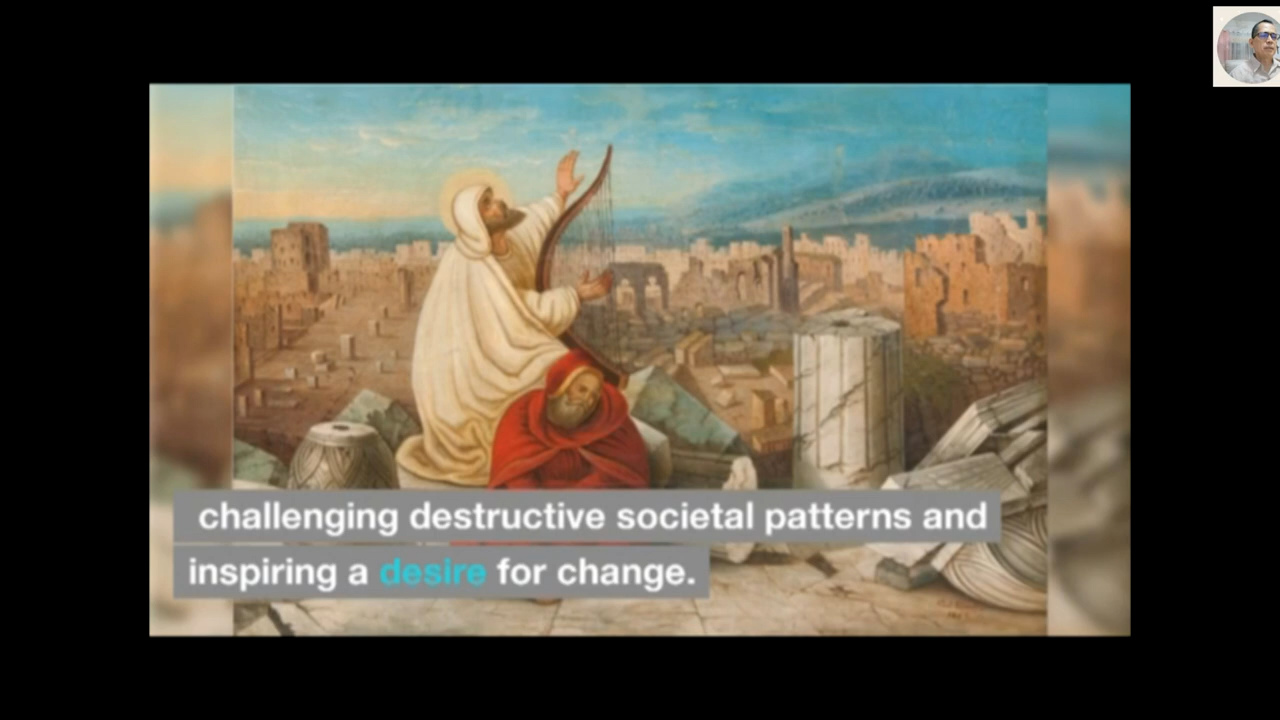 challenging destructive societal patterns and
inspiring a desire for change.